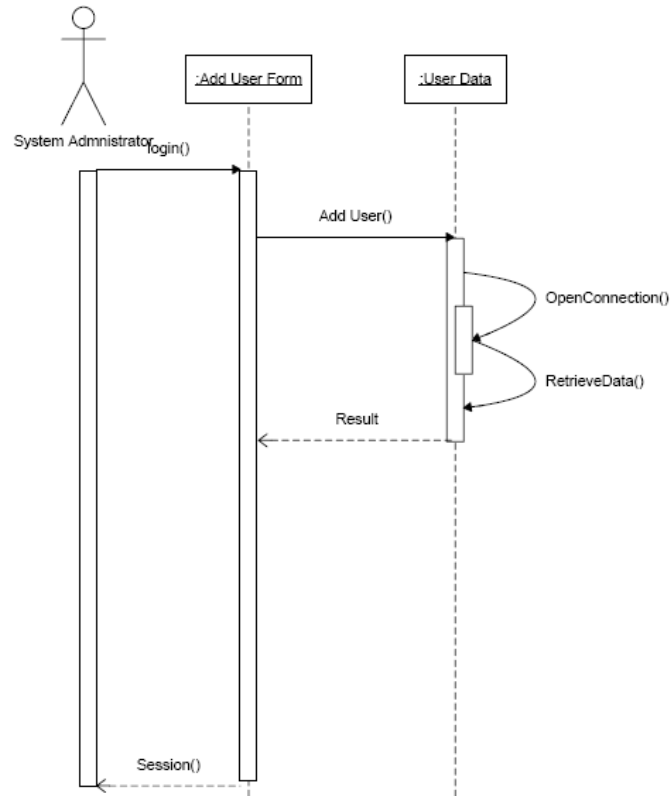 :Add User Form
:User Data
System Admnistrator
login()
Add User()
OpenConnection()
RetrieveData()
Result
Session()